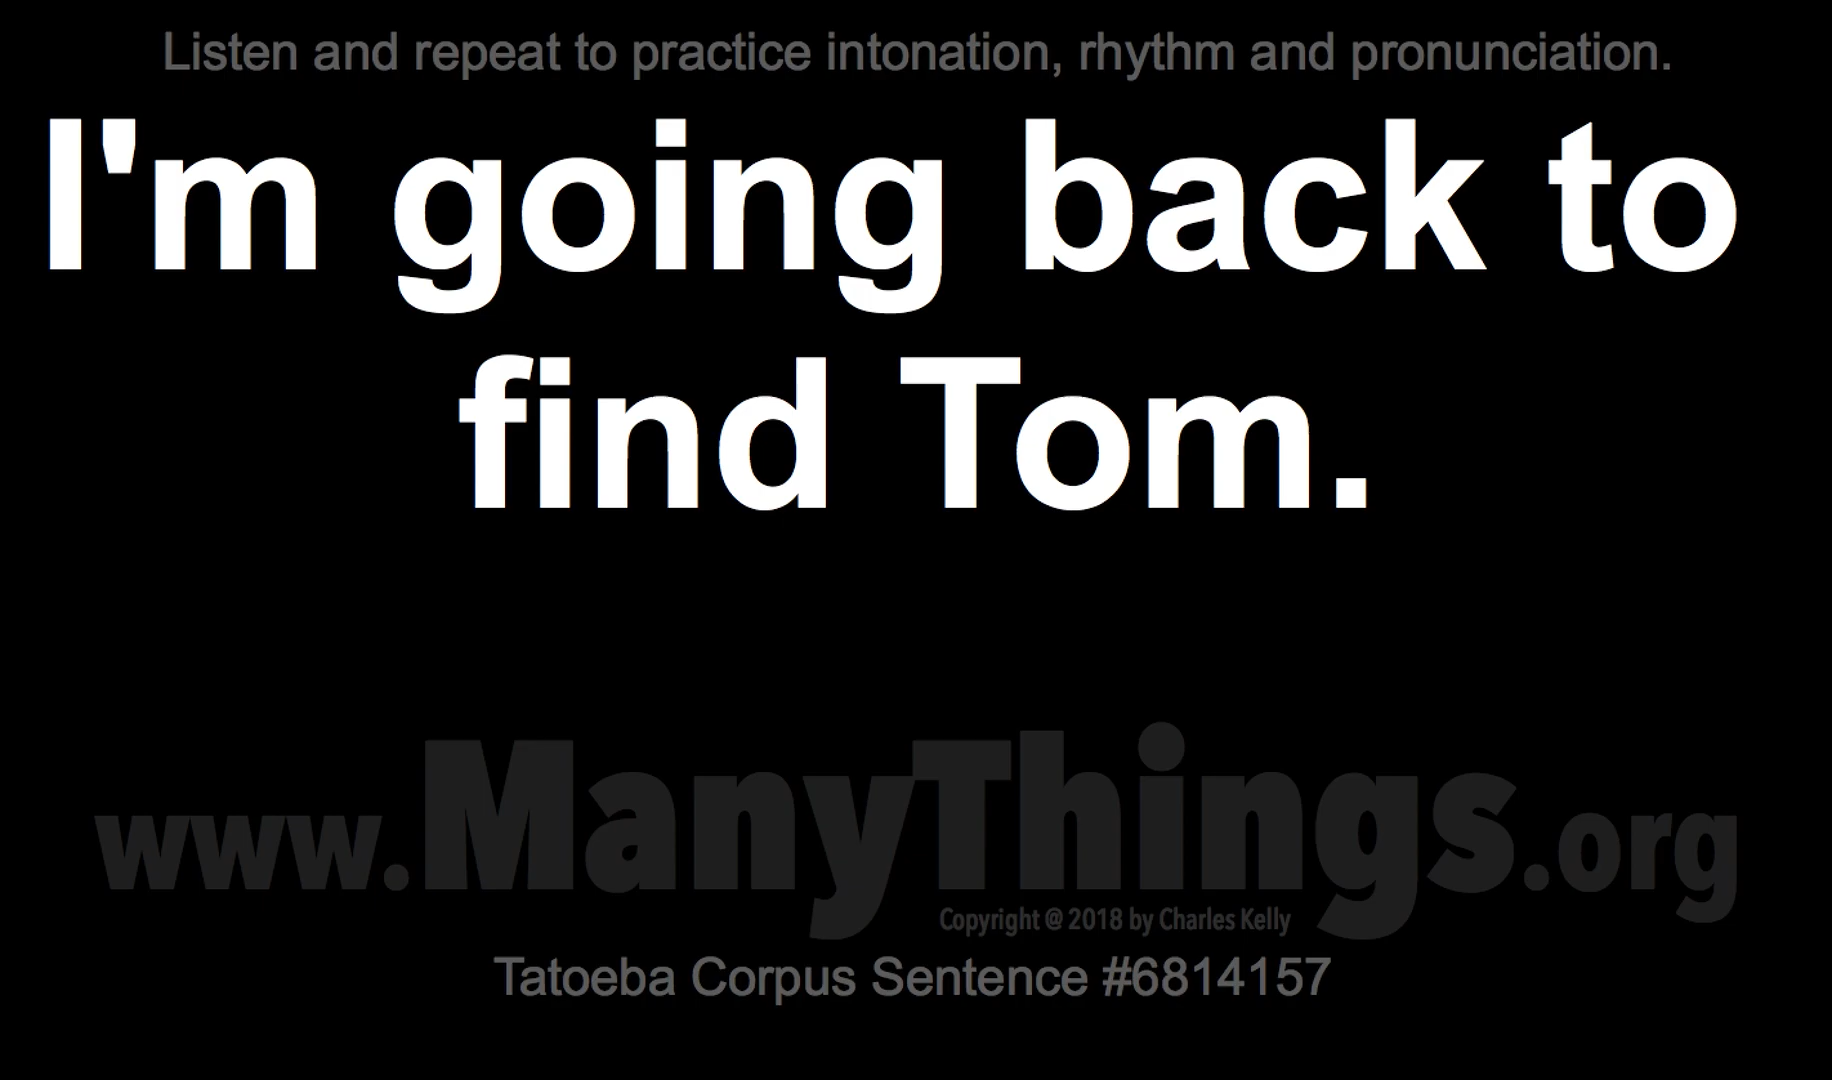 Listen and repeat to practice intonation, rhythm and pronunciation.
I'm going back to
find Tom.
www.ManyThings.org
Copyright @ 2018 by Charles Kelly
Tatoeba Corpus Sentence #6814157